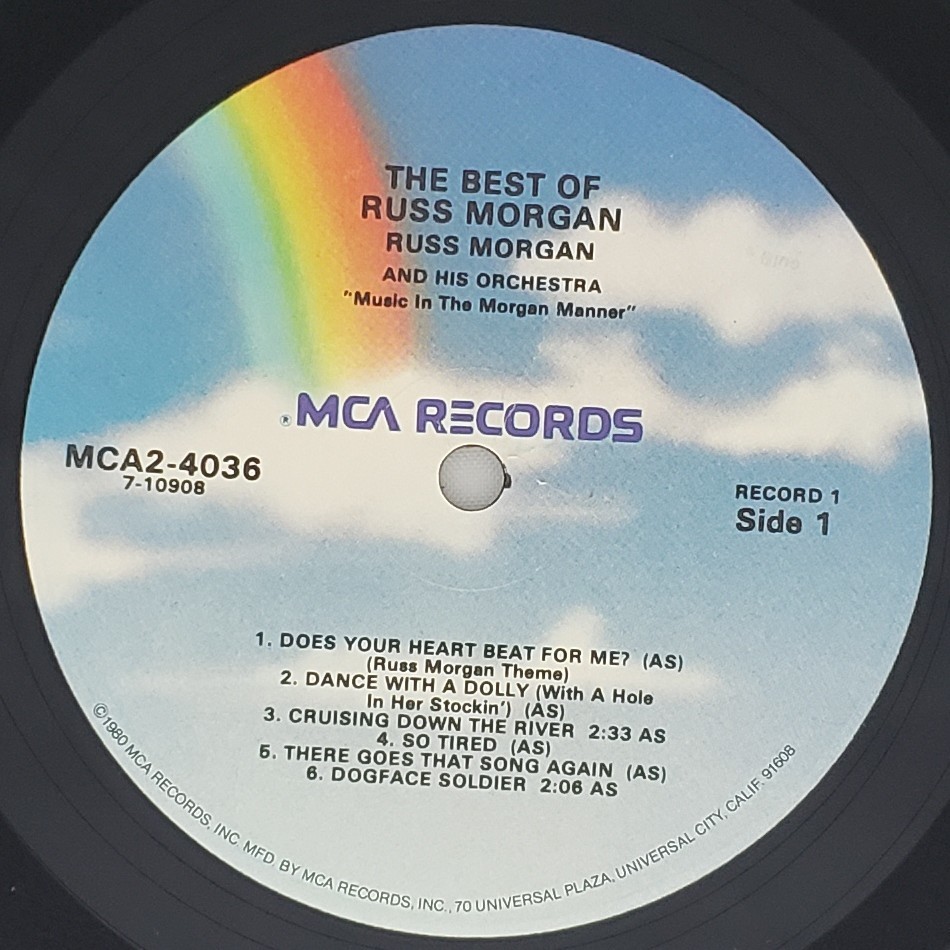 THE BEST OF
RUSS MORGAN
RUSS MORGAN
AND HIS ORCHESTRA
"Music In The Morgan Manner"
® MCA RECORDS
MCA2-4036
7-10908
RECORD 1
Side 1
1. DOES YOUR HEART BEAT FOR ME? (AS)
(Russ Morgan Theme)
2. DANCE WITH A DOLLY (With A Hole
In Her Stockin') (AS)
3. CRUISING DOWN THE RIVER 2:33 AS
4. SO TIRED (AS)
5. THERE GOES THAT SONG AGAIN (AS)
6. DOGFACE SOLDIER 2:06 AS
©1980 MCA RECORDS, INC. MFD. BY MCA RECORDS, INC., 70 UNIVERSAL PLAZA, UNIVERSAL CITY, CALIF. 91608